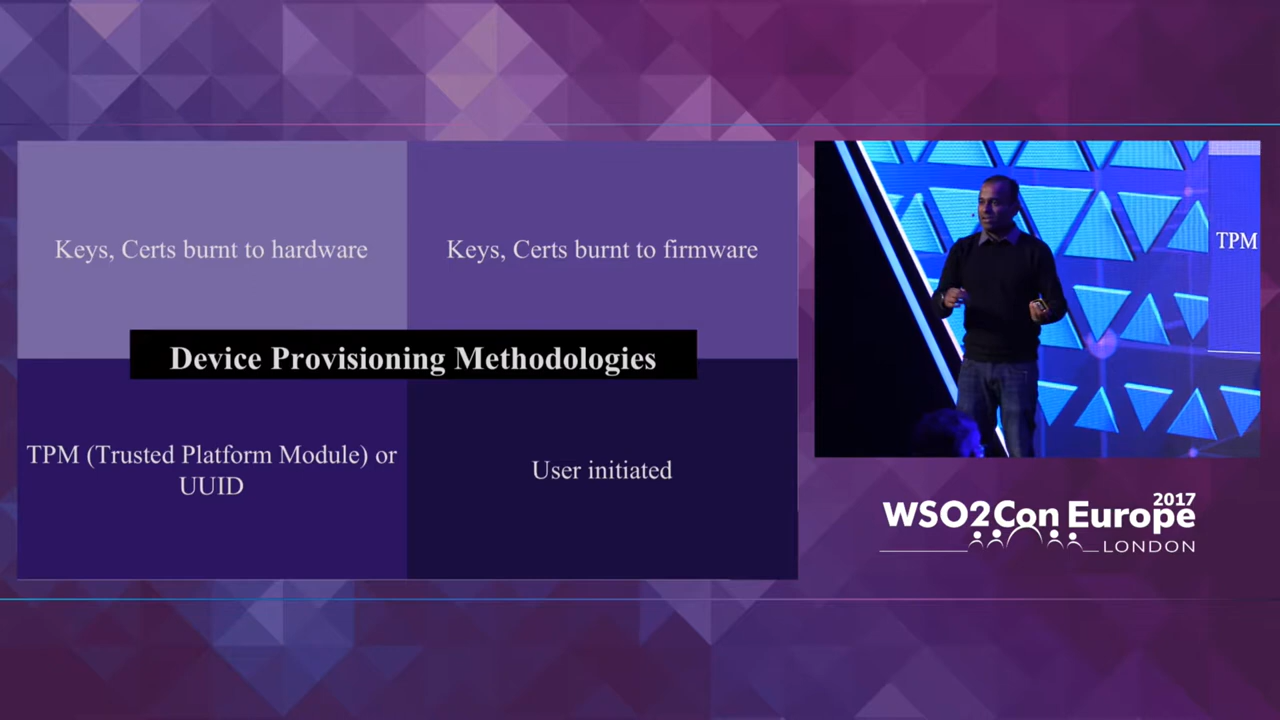 Keys, Certs burnt to hardware
Keys, Certs burnt to firmware
Device Provisioning Methodologies
TPM (Trusted Platform Module) or
UUID
User initiated
TPM
2017
WSO2Con Europe
LONDON